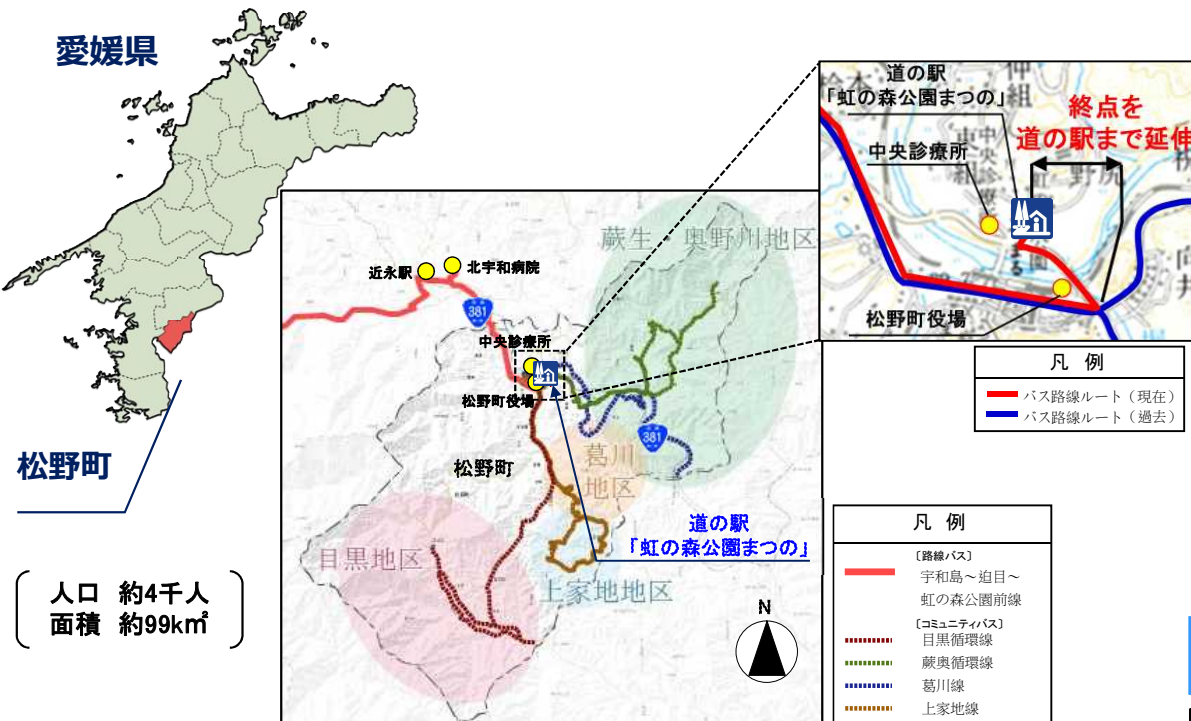 愛媛県
松野町
人口 約4千人
面積 約99km²
近永駅
北宇和病院
381
中央診療所
松野町役場
松野町
蕨生・奥野川地区
381
葛川
地区
目黒地区
上家地地区
道の駅
「虹の森公園まつの」
N
道の駅
「虹の森公園まつの」
終点を
道の駅まで延伸
中央診療所
松野町役場
凡 例
バス路線ルート（現在）
バス路線ルート（過去）
凡 例
〔路線バス〕
宇和島～迫目～
虹の森公園前線
〔コミュニティバス〕
目黒循環線
蕨奥循環線
葛川線
上家地線